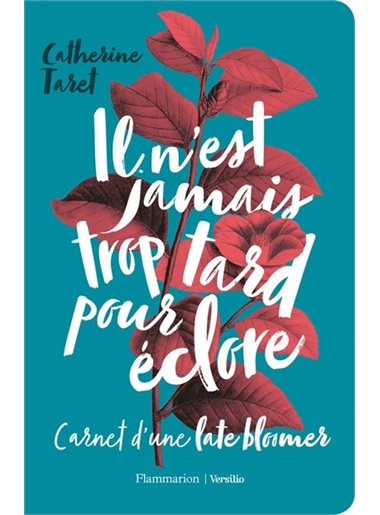 Catherine
Taret
Il n'est
jamais
trop tard
pour
éclore
Carnet d'une late bloomer
Flammarion | Versilio